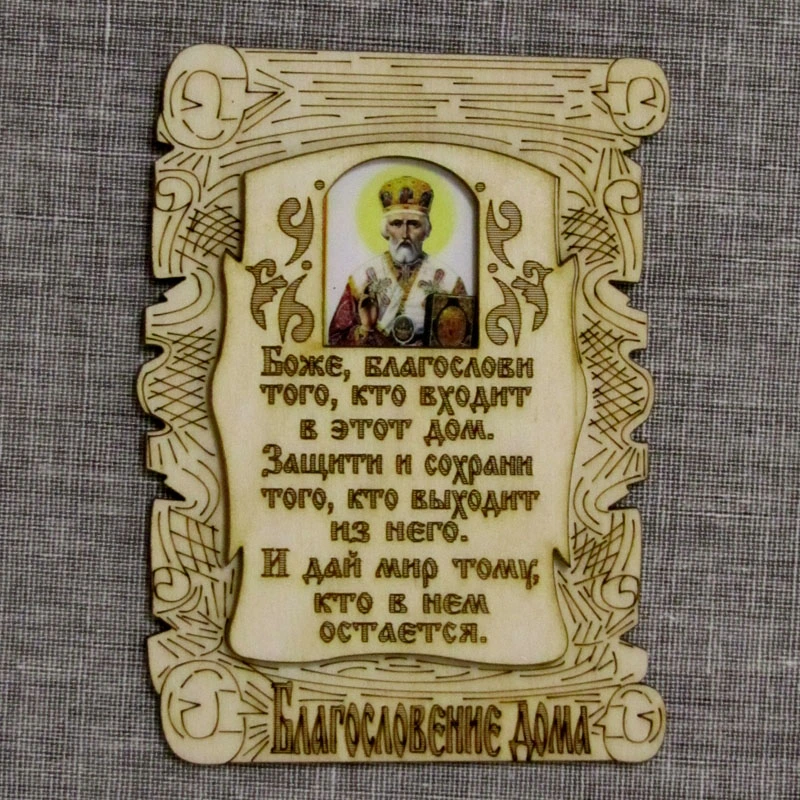 Боже, благослови
того, кто входит
в этот дом.
Защити и сохрани
того, кто выходит
из него.
И дай мир тому,
кто в нем
остается.
Благословение дома